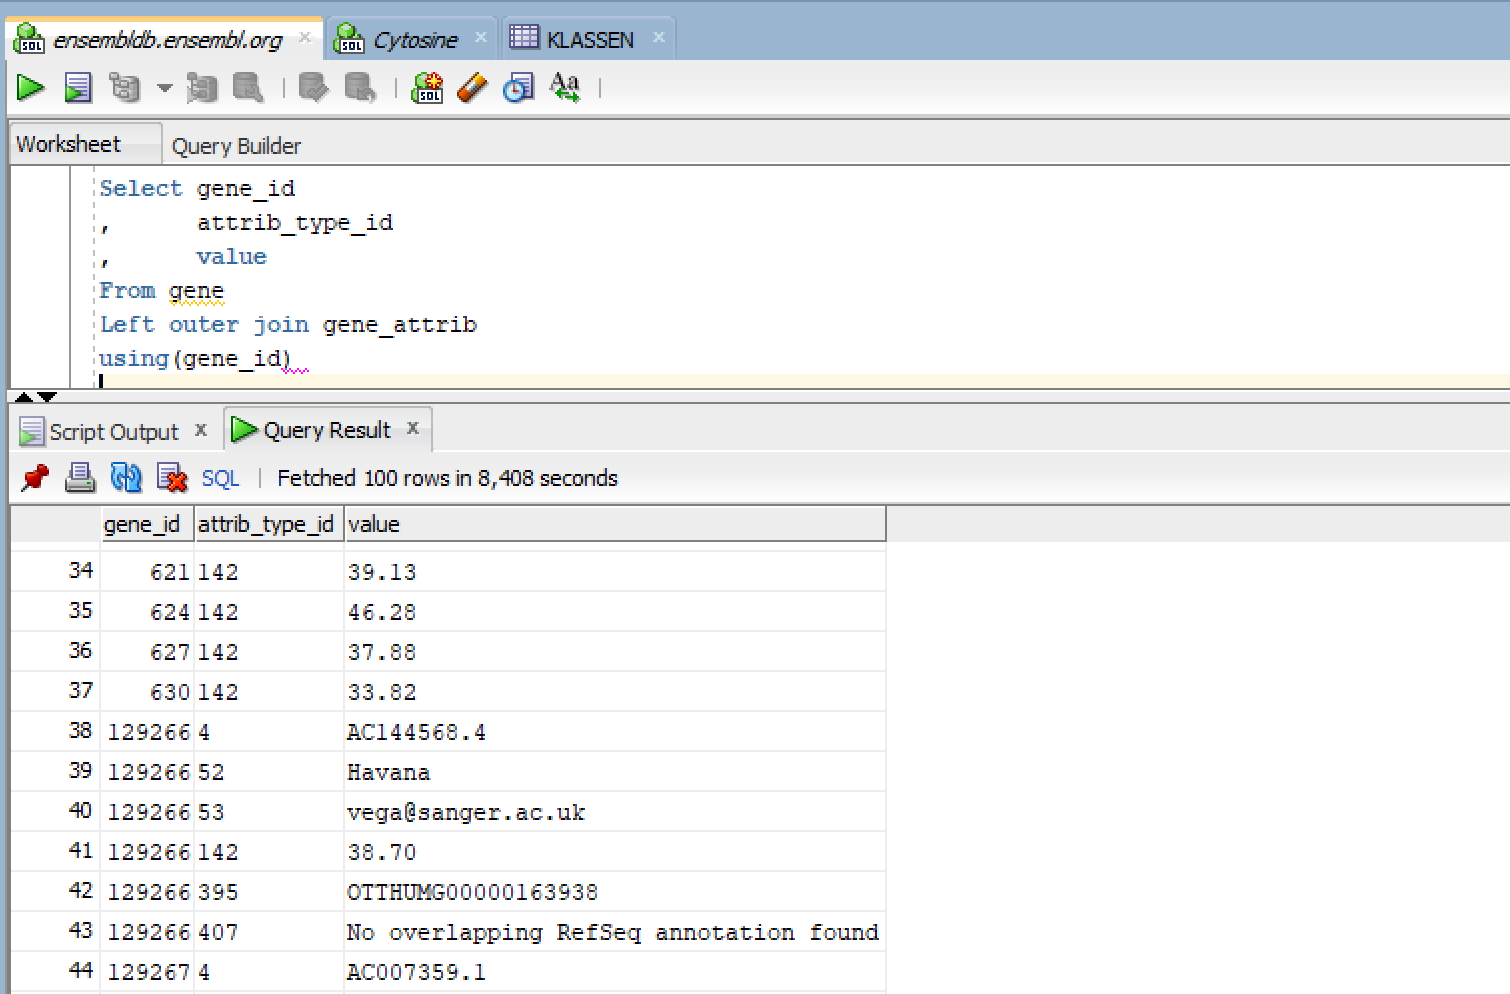 ensembldb.ensembl.org Cytosine KLASSEN
Worksheet Query Builder
Select gene_id
, attrib_type_id
, value
From gene
Left outer join gene_attrib
using(gene_id)
Script Output Query Result
SQL Fetched 100 rows in 8,408 seconds
gene_id attrib_type_id value
34 621 142 39.13
35 624 142 46.28
36 627 142 37.88
37 630 142 33.82
38 129266 4 AC144568.4
39 129266 52 Havana
40 129266 53 vega@sanger.ac.uk
41 129266 142 38.70
42 129266 395 OTTHUMG00000163938
43 129266 407 No overlapping RefSeq annotation found
44 129267 4 AC007359.1